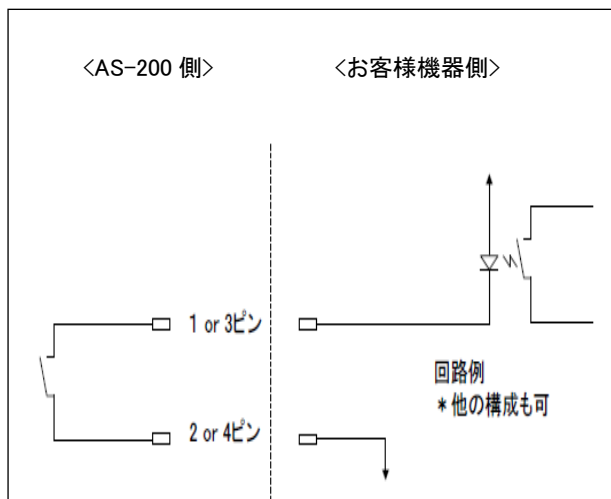 <AS-200 側>
<お客様機器側>
1 or 3ピン
回路例
*他の構成も可
2 or 4ピン